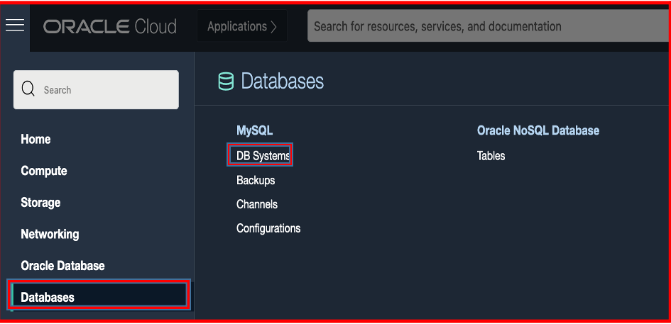 ORACLE Cloud
Applications >
Search for resources, services, and documentation
Search
Home
Compute
Storage
Networking
Oracle Database
Databases
Databases
MySQL
DB Systems
Backups
Channels
Configurations
Oracle NoSQL Database
Tables